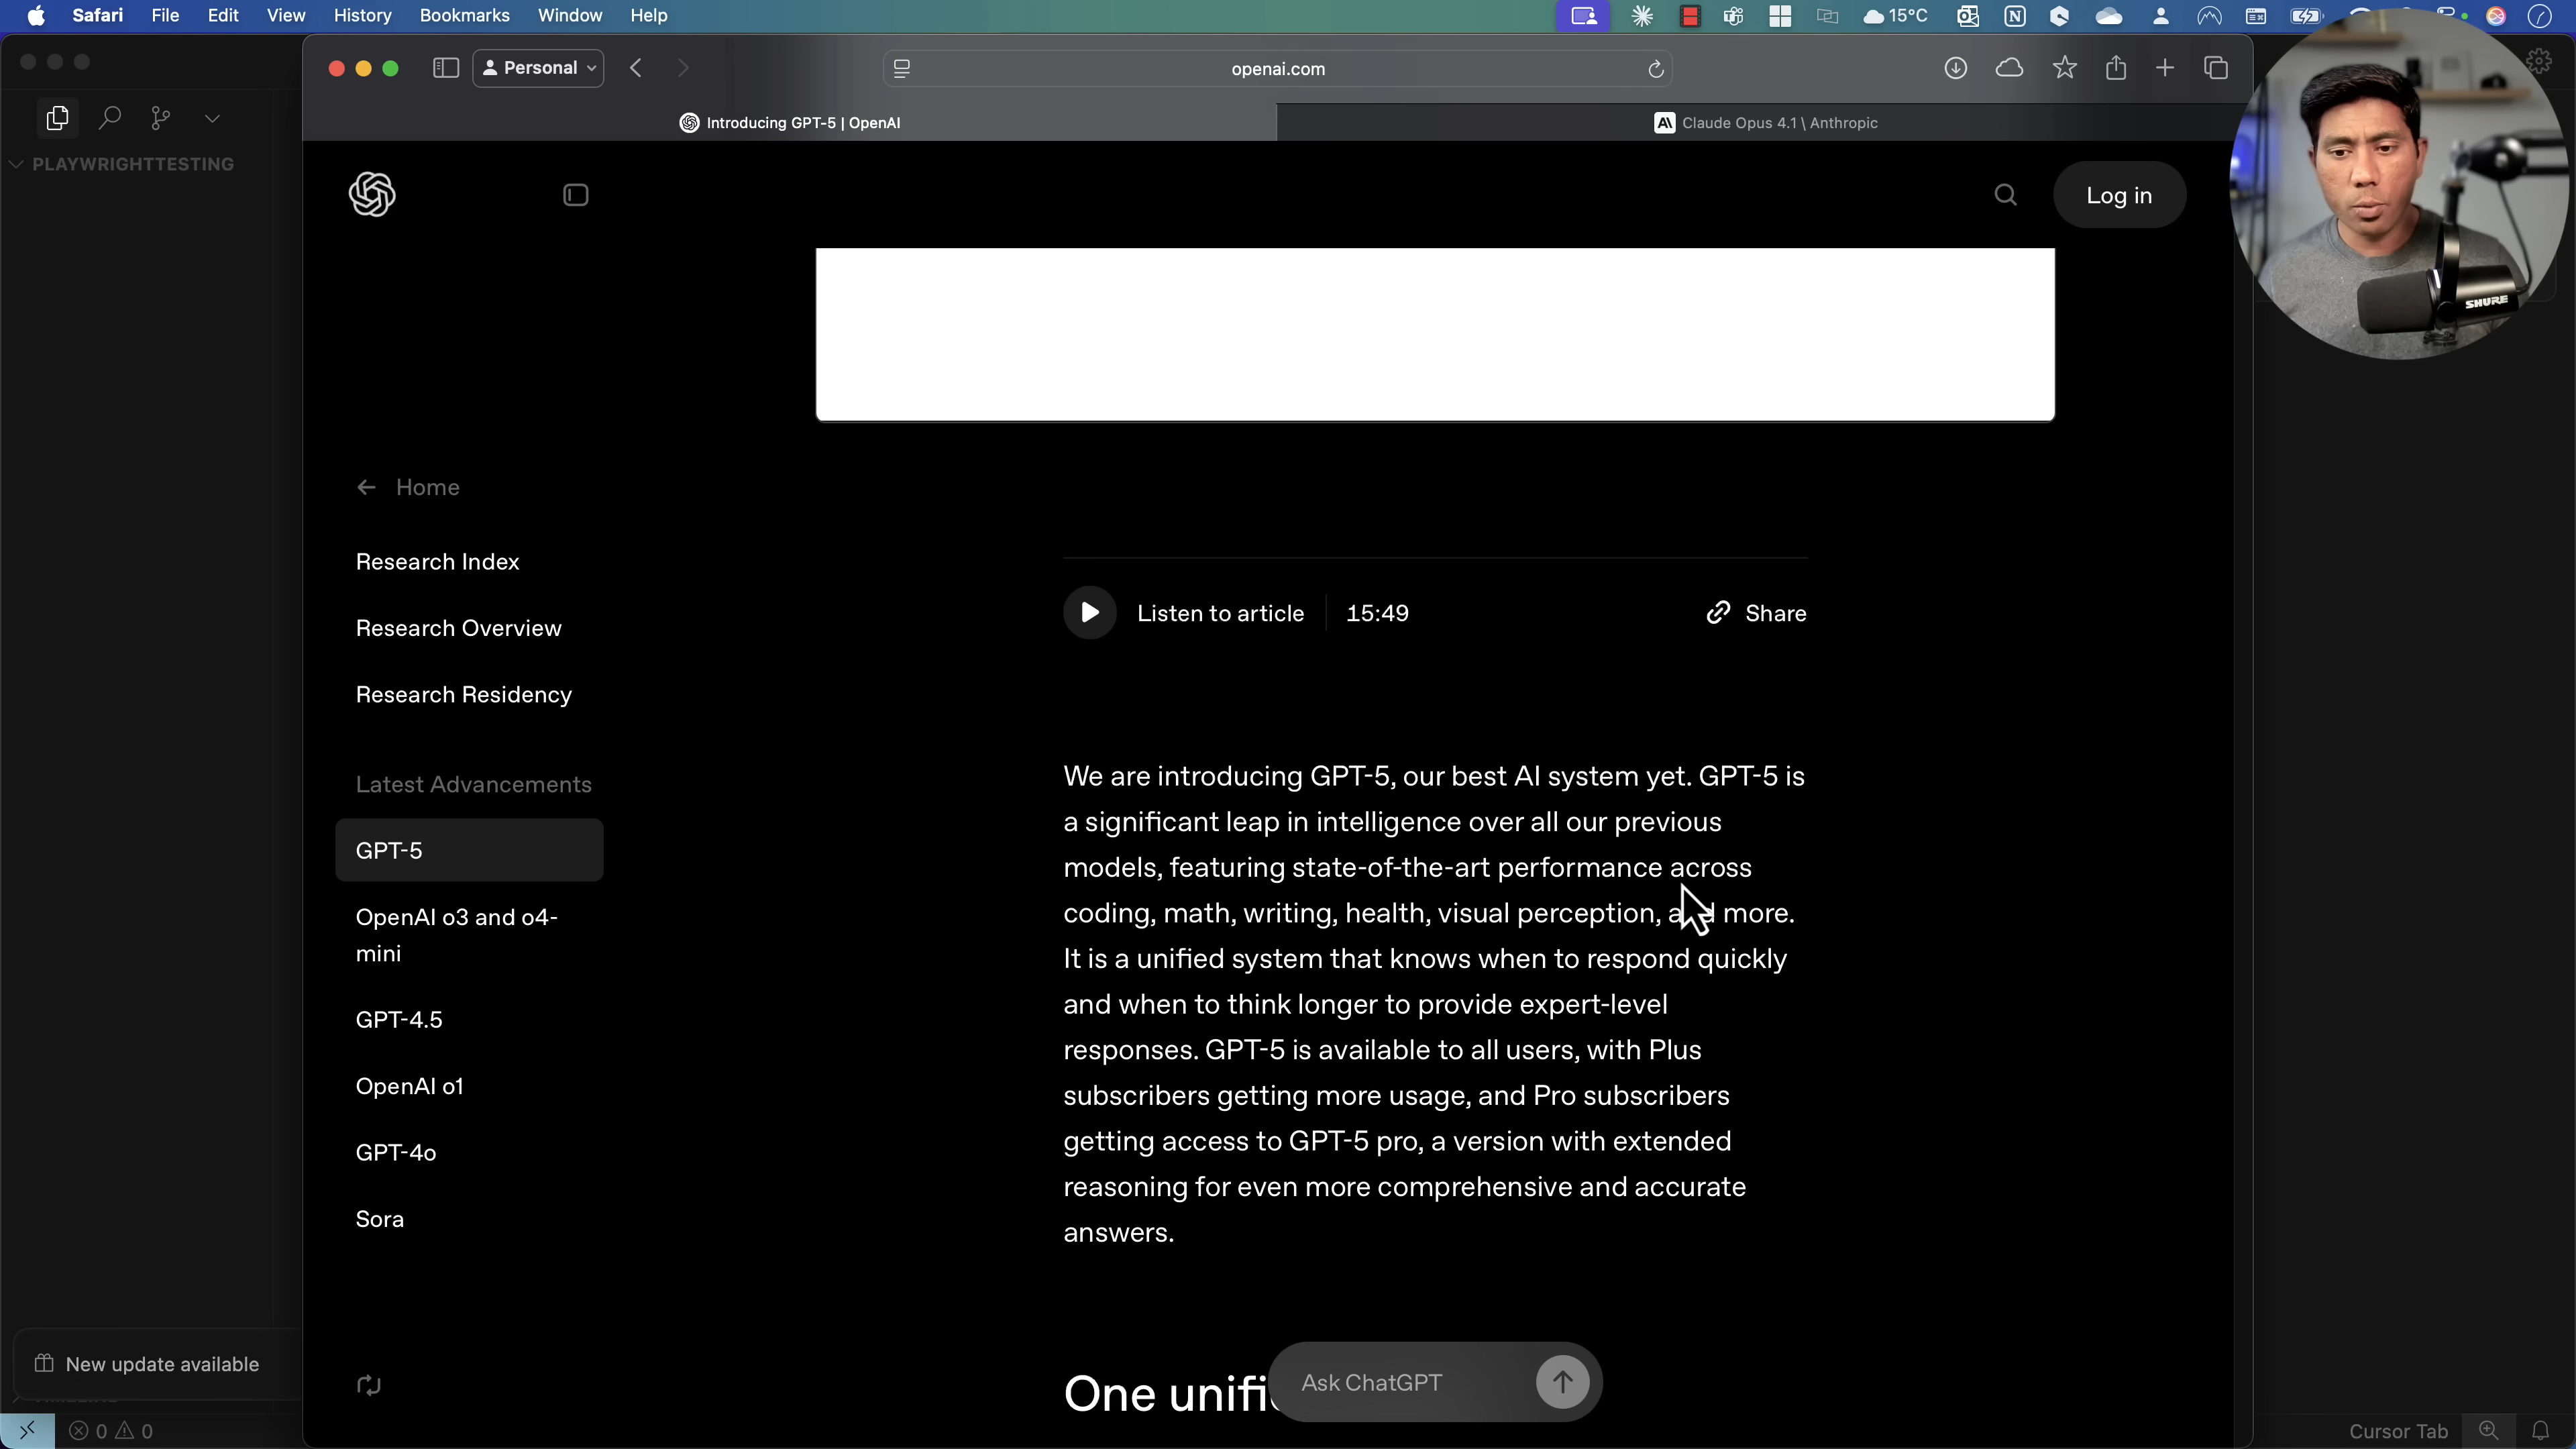 Safari File Edit View History Bookmarks Window Help
15°C
Personal
openai.com
Introducing GPT-5 | OpenAI
Claude Opus 4.1 \ Anthropic
PLAYWRIGHTTESTING
Log in
SHURE
Home
Research Index
Research Overview
Research Residency
Latest Advancements
GPT-5
OpenAI o3 and o4-
mini
GPT-4.5
OpenAI o1
GPT-4o
Sora
Listen to article
15:49
Share
We are introducing GPT-5, our best AI system yet. GPT-5 is
a significant leap in intelligence over all our previous
models, featuring state-of-the-art performance across
coding, math, writing, health, visual perception, and more.
It is a unified system that knows when to respond quickly
and when to think longer to provide expert-level
responses. GPT-5 is available to all users, with Plus
subscribers getting more usage, and Pro subscribers
getting access to GPT-5 pro, a version with extended
reasoning for even more comprehensive and accurate
answers.
One unifi
Ask ChatGPT
New update available
0 0
Cursor Tab